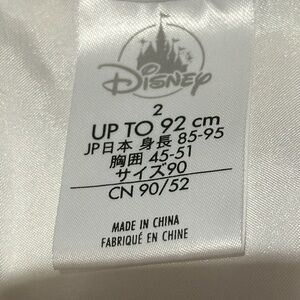 Disney
2
UP TO 92 cm
JP日本 身長 85-95
胸囲 45-51
サイズ90
CN 90/52
MADE IN CHINA
FABRIQUÉ EN CHINE